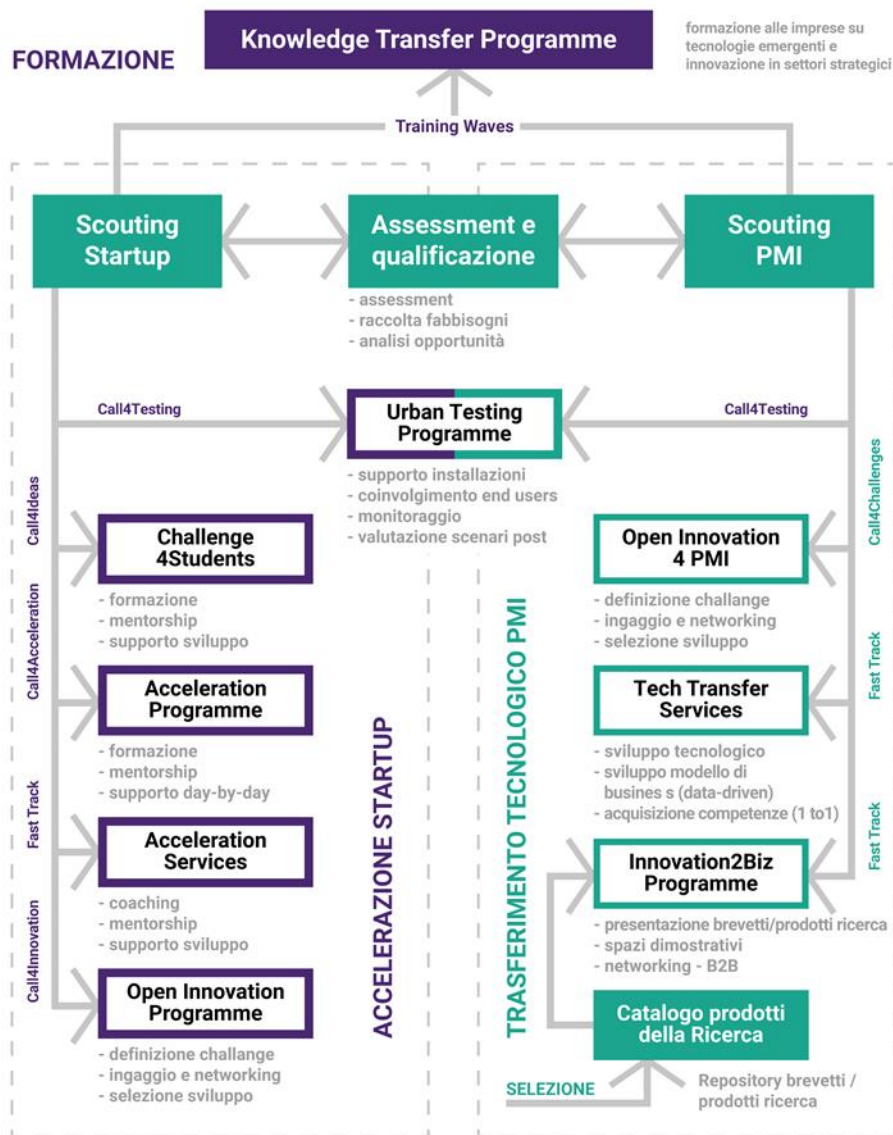 FORMAZIONE
Knowledge Transfer Programme
formazione alle imprese su
tecnologie emergenti e
innovazione in settori strategici
Training Waves
Scouting
Startup
Assessment e
qualificazione
Scouting
PMI
- assessment
- raccolta fabbisogni
- analisi opportunità
Call4Testing
Urban Testing
Programme
Call4Testing
- supporto installazioni
- coinvolgimento end users
- monitoraggio
- valutazione scenari post
Call4Ideas
Challenge
4Students
- formazione
- mentorship
- supporto sviluppo
Call4Acceleration
Acceleration
Programme
- formazione
- mentorship
- supporto day-by-day
Fast Track
Acceleration
Services
- coaching
- mentorship
- supporto sviluppo
Call4Innovation
Open Innovation
Programme
- definizione challange
- ingaggio e networking
- selezione sviluppo
ACCELERAZIONE STARTUP
TRASFERIMENTO TECNOLOGICO PMI
Call4Challenges
Open Innovation
4 PMI
- definizione challange
- ingaggio e networking
- selezione sviluppo
Fast Track
Tech Transfer
Services
- sviluppo tecnologico
- sviluppo modello di
busines s (data-driven)
- acquisizione competenze (1 to1)
Fast Track
Innovation2Biz
Programme
- presentazione brevetti/prodotti ricerca
- spazi dimostrativi
- networking - B2B
Catalogo prodotti
della Ricerca
SELEZIONE
Repository brevetti /
prodotti ricerca